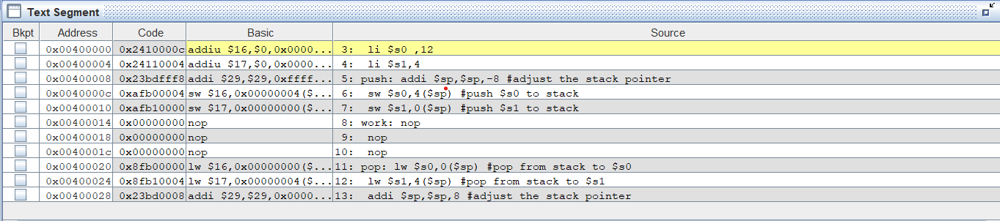 Text Segment
Bkpt Address Code Basic Source
0x00400000 0x2410000c addiu $16,$0,0x0000... 3: li $s0 ,12
0x00400004 0x24110004 addiu $17,$0,0x0000... 4: li $s1,4
0x00400008 0x23bdfff8 addi $29,$29,0xffff... 5: push: addi $sp,$sp,-8 #adjust the stack pointer
0x0040000c 0xafb00004 sw $16,0x00000004($... 6: sw $s0,4($sp) #push $s0 to stack
0x00400010 0xafb10000 sw $17,0x00000000($... 7: sw $s1,0($sp) #push $s1 to stack
0x00400014 0x00000000 nop 8: work: nop
0x00400018 0x00000000 nop 9: nop
0x0040001c 0x00000000 nop 10: nop
0x00400020 0x8fb00000 lw $16,0x00000000($... 11: pop: lw $s0,0($sp) #pop from stack to $s0
0x00400024 0x8fb10004 lw $17,0x00000004($... 12: lw $s1,4($sp) #pop from stack to $s1
0x00400028 0x23bd0008 addi $29,$29,0x0000... 13: addi $sp,$sp,8 #adjust the stack pointer